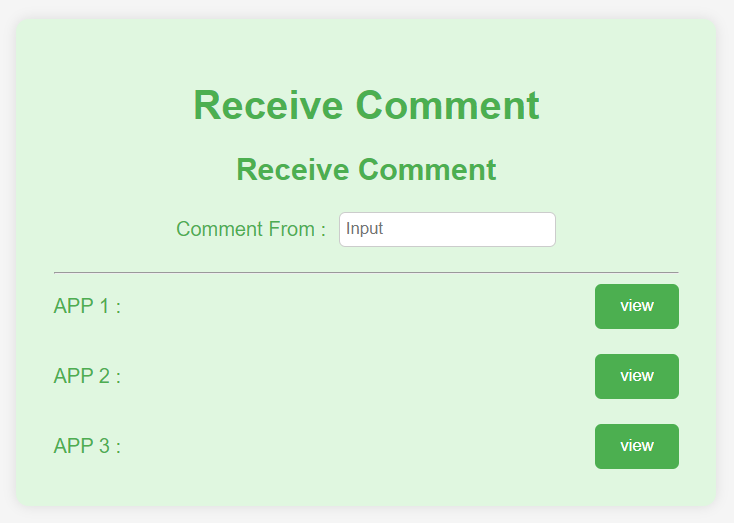 Receive Comment
Receive Comment
Comment From : Input
APP 1 : view
APP 2 : view
APP 3 : view